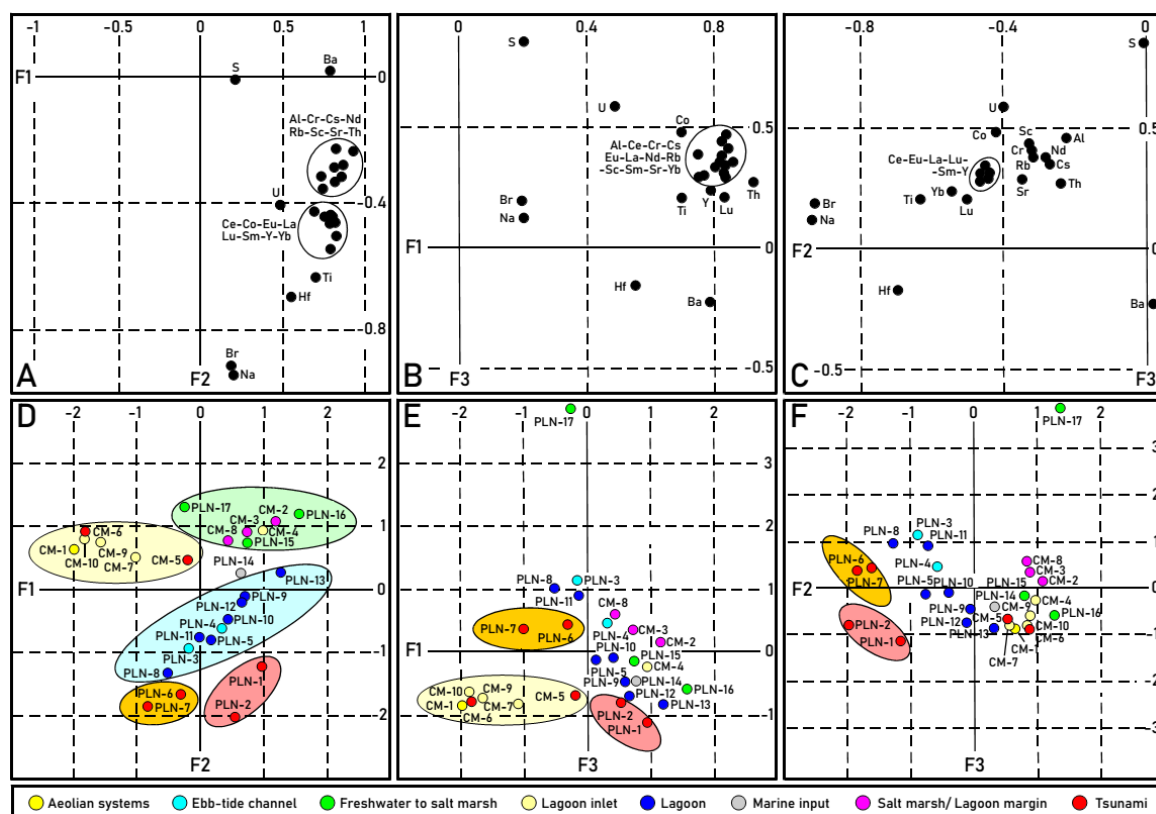 -1 -0.5 0 0.5 1
S
Ba
F1
0
Al-Cr-Cs-Nd
Rb-Sc-Sr-Th
U
-0.4
Ce-Co-Eu-La
Lu-Sm-Y-Yb
Ti
Hf
-0.8
Br
Na
A
F2
0 0.4 0.8
S
U
Co
0.5
Al-Ce-Cr-Cs
Eu-La-Nd-Rb
-Sc-Sm-Sr-Yb
Th
Br
Ti
Y
Lu
Na
F1
0
Hf
Ba
-0.5
B
F3
-0.8 -0.4 0
S
U
0.5
Co
Sc
Al
Cr
Nd
Ce-Eu-La-Lu-
-Sm-Y
Rb
Cs
Br
Ti
Yb
Lu
Sr
Th
Na
F2
0
Hf
Ba
-0.5
C
F3
D
-2 -1 0 1 2
2
PLN-17
CM-2
PLN-16
CM-3
1
CM-6
CM-8
CM-4
CM-1
CM-9
PLN-15
CM-10
CM-7
CM-5
PLN-14
F1
PLN-13
0
PLN-9
PLN-12
PLN-10
PLN-4
PLN-11
PLN-5
-1
PLN-3
PLN-8
PLN-1
PLN-6
PLN-7
PLN-2
-2
F2
E
-2 -1 0 1 2
PLN-17
3
2
PLN-8
PLN-3
1
PLN-11
CM-8
PLN-7
PLN-6
PLN-4
CM-3
PLN-10
CM-2
F1
PLN-15
0
PLN-5
CM-4
CM-10
CM-9
PLN-9
PLN-14
CM-5
PLN-16
CM-1
CM-7
PLN-12
CM-6
PLN-2
PLN-13
PLN-1
-1
F3
F
-2 -1 0 1 2
PLN-17
3
2
PLN-3
PLN-8
PLN-11
1
PLN-6
CM-8
PLN-4
CM-3
PLN-7
PLN-5
PLN-10
PLN-15
CM-2
F2
0
PLN-14
CM-4
PLN-9
CM-9
PLN-16
PLN-2
PLN-12
CM-5
CM-10
PLN-1
PLN-13
CM-6
CM-1
CM-7
-2
-3
F3
Aeolian systems Ebb-tide channel Freshwater to salt marsh Lagoon inlet Lagoon Marine input Salt marsh/ Lagoon margin Tsunami